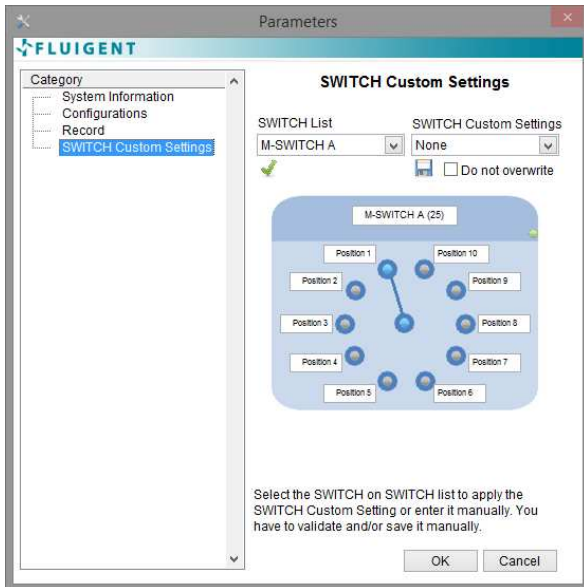 Parameters
FLUIGENT
Category
System Information
Configurations
Record
SWITCH Custom Settings
SWITCH Custom Settings
SWITCH List
SWITCH Custom Settings
M-SWITCH A
None
Do not overwrite
M-SWITCH A (25)
Position 1
Position 10
Position 2
Position 9
Position 3
Position 8
Position 4
Position 7
Position 5
Position 6
Select the SWITCH on SWITCH list to apply the
SWITCH Custom Setting or enter it manually. You
have to validate and/or save it manually.
OK
Cancel